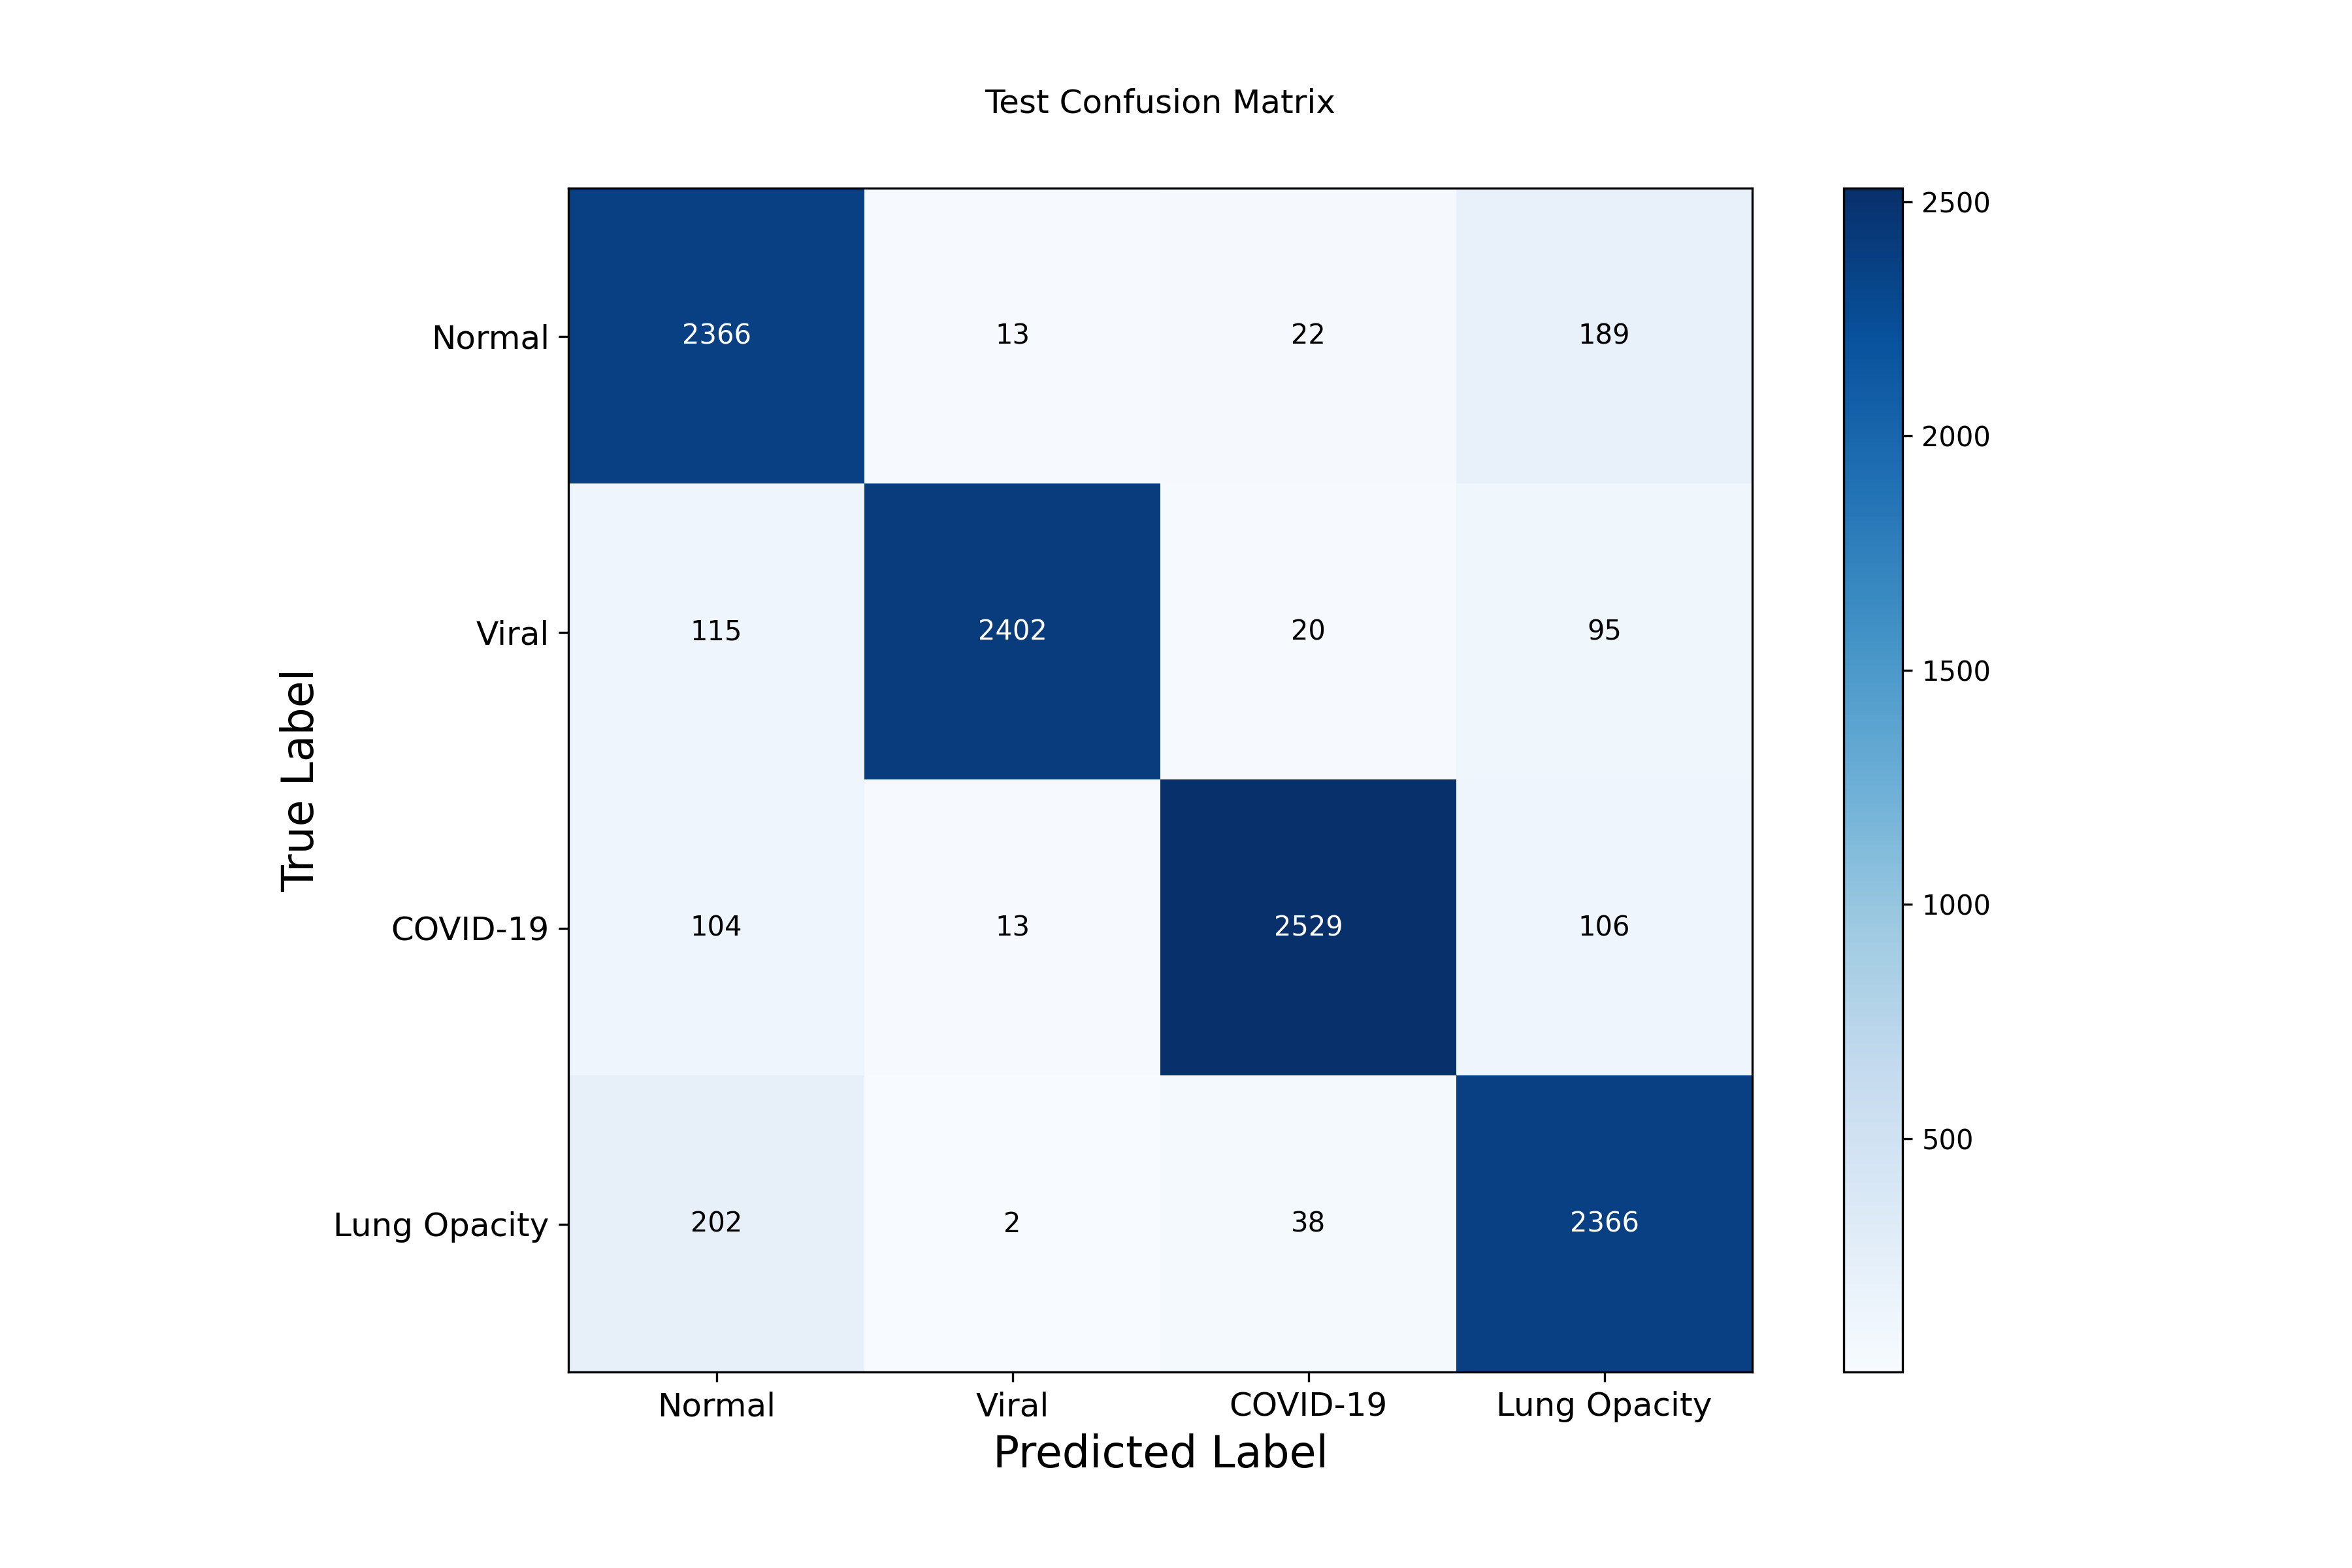 Test Confusion Matrix
2500
Normal 2366 13 22 189
2000
Viral 115 2402 20 95
1500
True Label
COVID-19 104 13 2529 106
1000
500
Lung Opacity 202 2 38 2366
Normal Viral COVID-19 Lung Opacity
Predicted Label